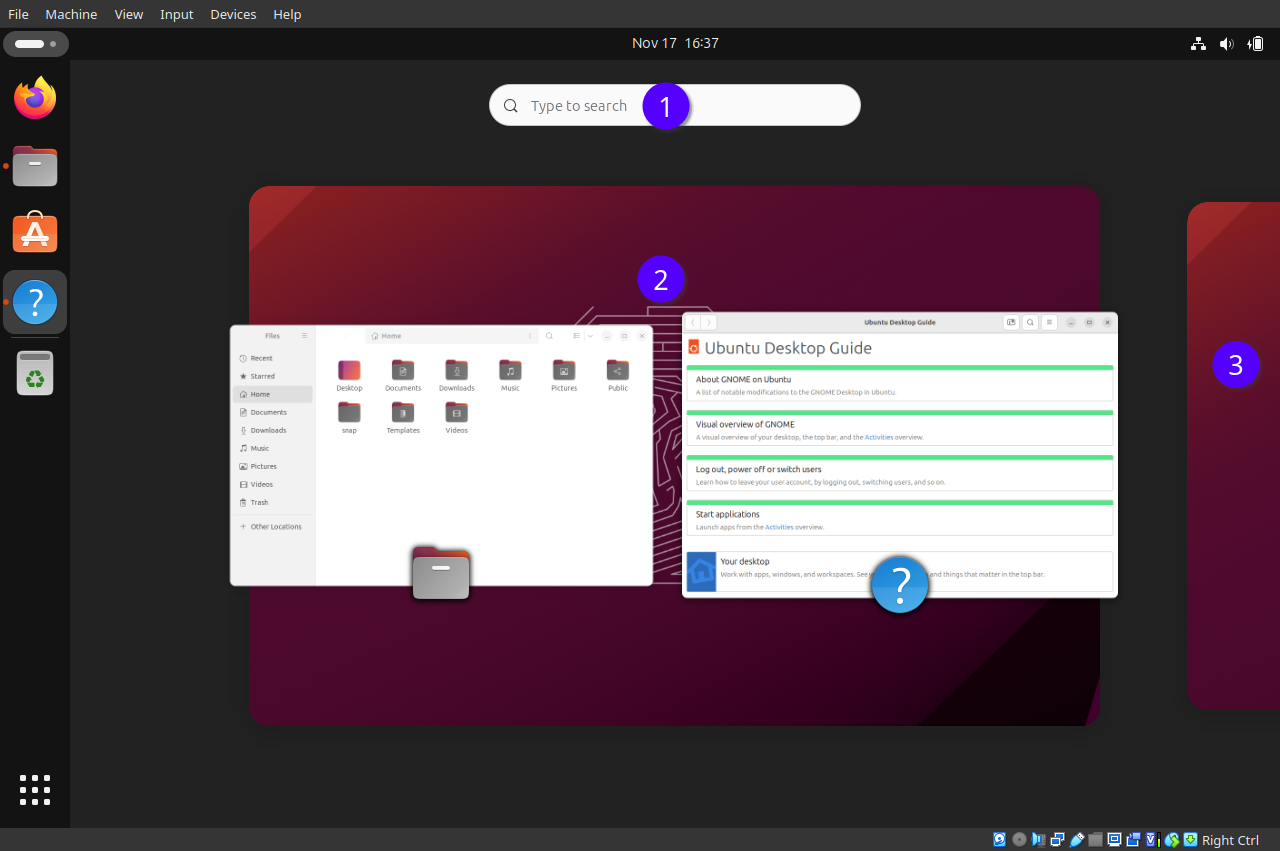 File Machine View Input Devices Help
Nov 17 16:37
Type to search
1
2
3
Files
Home
Recent
Starred
Home
Documents
Downloads
Music
Pictures
Videos
Trash
Other Locations
Desktop Documents Downloads Music Pictures Public
snap Templates Videos
Ubuntu Desktop Guide
Ubuntu Desktop Guide
About GNOME on Ubuntu
A list of notable modifications to the GNOME Desktop in Ubuntu.
Visual overview of GNOME
A visual overview of your desktop, the top bar, and the Activities overview.
Log out, power off or switch users
Learn how to leave your user account, by logging out, switching users, and so on.
Start applications
Launch apps from the Activities overview.
Your desktop
Work with apps, windows, and workspaces. See and things that matter in the top bar.
Right Ctrl